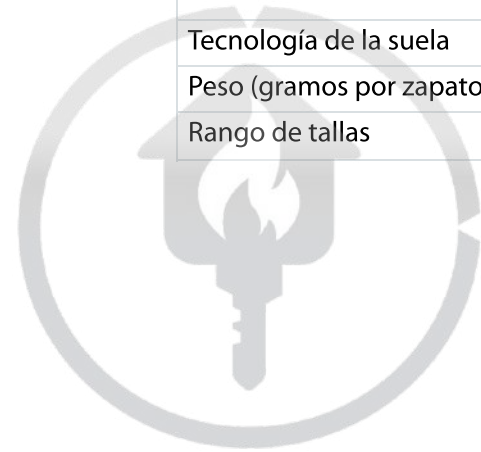 Tecnología de la suela
Peso (gramos por zapato
Rango de tallas